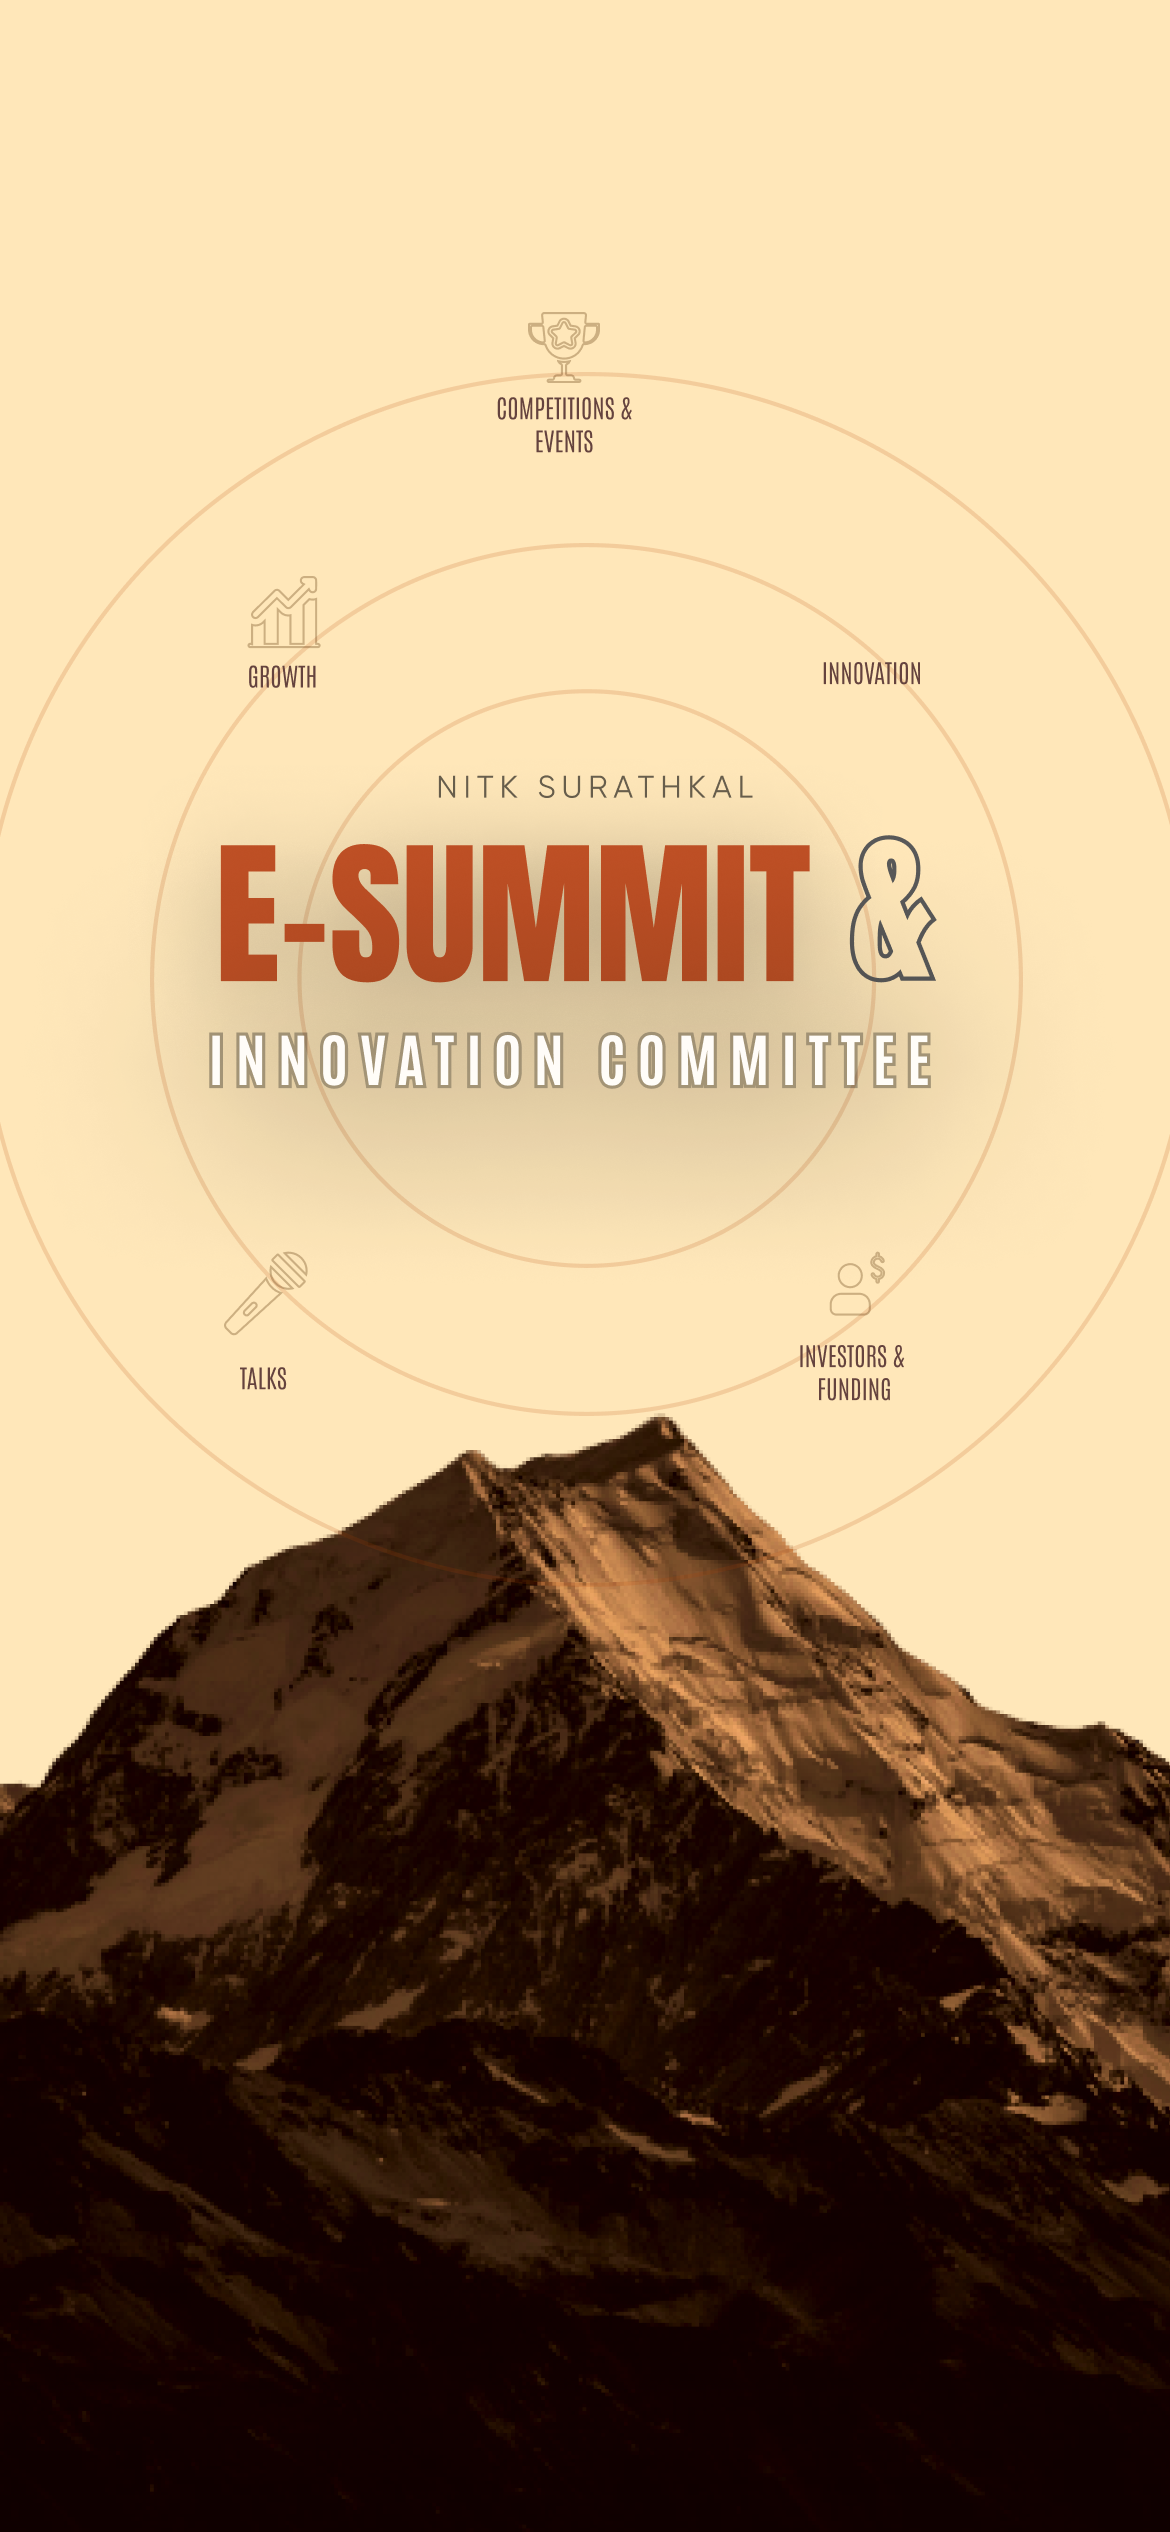 COMPETITIONS &
EVENTS
GROWTH
INNOVATION
NITK SURATHKAL
E-SUMMIT &
INNOVATION COMMITTEE
TALKS
INVESTORS &
FUNDING